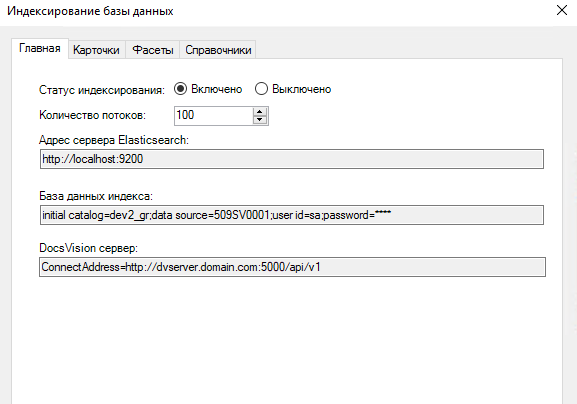 Индексирование базы данных
Главная Карточки Фасеты Справочники
Статус индексирования: Включено Выключено
Количество потоков: 100
Адрес сервера Elasticsearch:
http://localhost:9200
База данных индекса:
initial catalog=dev2_gr;data source=509SV0001;user id=sa;password=****
DocsVision сервер:
ConnectAddress=http://dvserver.domain.com:5000/api/v1